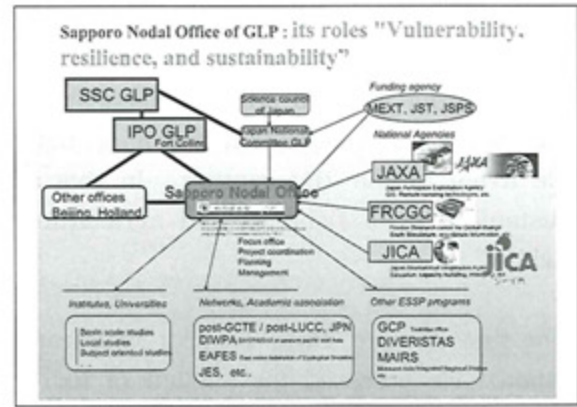 Sapporo Nodal Office of GLP : its roles "Vulnerability,
resilience, and sustainability"
SSC GLP
IPO GLP
Fort Collins
Other offices
Beijing, Holland
Science council
of Japan
Japan National
Committee GLP
Funding agency
MEXT, JST, JSPS
National Agencies
JAXA
JAXA
Sapporo Nodal Office
FRCGC
JICA
JICA
Focus office
Project coordination
Planning
Management
Institutes, Universities
Basin scale studies
Local studies
Subject oriented studies
Networks, Academic association
post-GCTE / post-LUCC, JPN
DIWPA
EAFES
JES, etc..
Other ESSP programs
GCP
DIVERISTAS
MAIRS